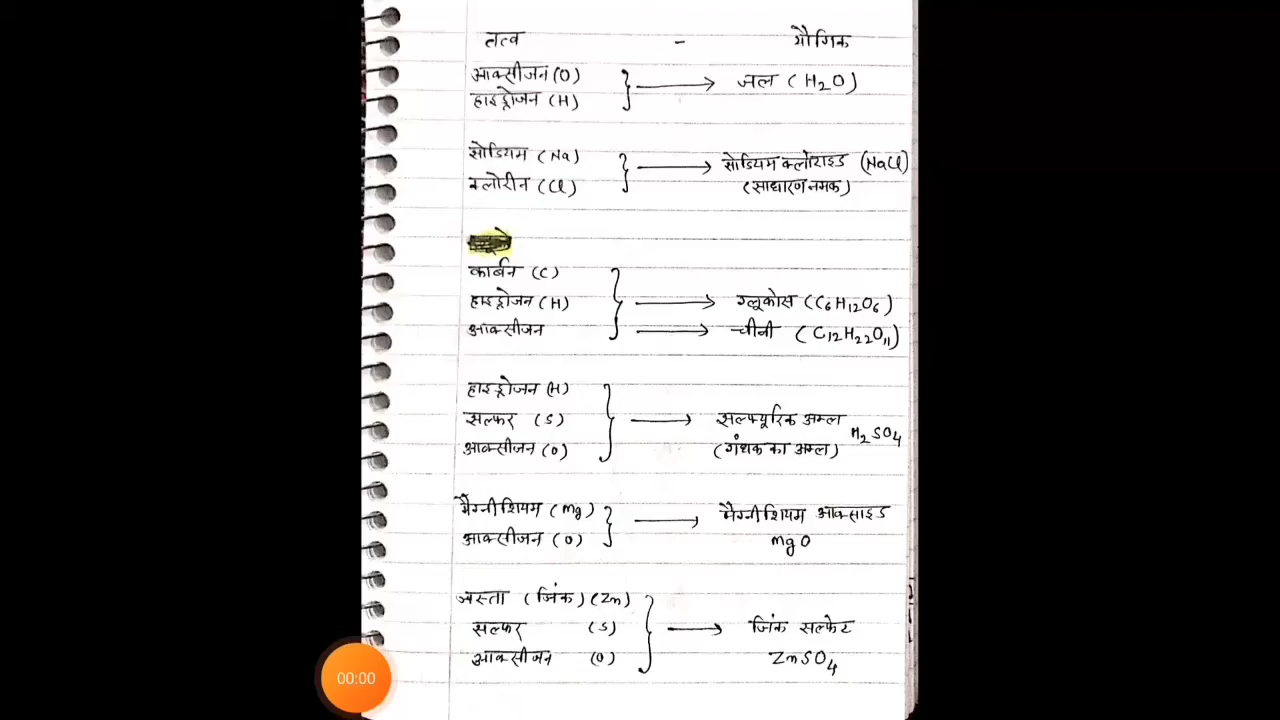 तत्व - यौगिक
आक्सीजन (O)
हाइड्रोजन (H)
जल (H2O)
सोडियम (Na)
क्लोरीन (Cl)
सोडियम क्लोराइड (NaCl)
(साधारण नमक)
कार्बन (C)
हाइड्रोजन (H)
आक्सीजन
ग्लूकोस (C6H12O6)
चीनी (C12H22O11)
हाइड्रोजन (H)
सल्फर (S)
आक्सीजन (O)
सल्फ्यूरिक अम्ल
H2SO4
(गंधक का अम्ल)
मैग्नीशियम (Mg)
आक्सीजन (O)
मैग्नीशियम आक्साइड
MgO
जस्ता (जिंक) (Zn)
सल्फर (S)
आक्सीजन (O)
जिंक सल्फेट
ZnSO4
00:00